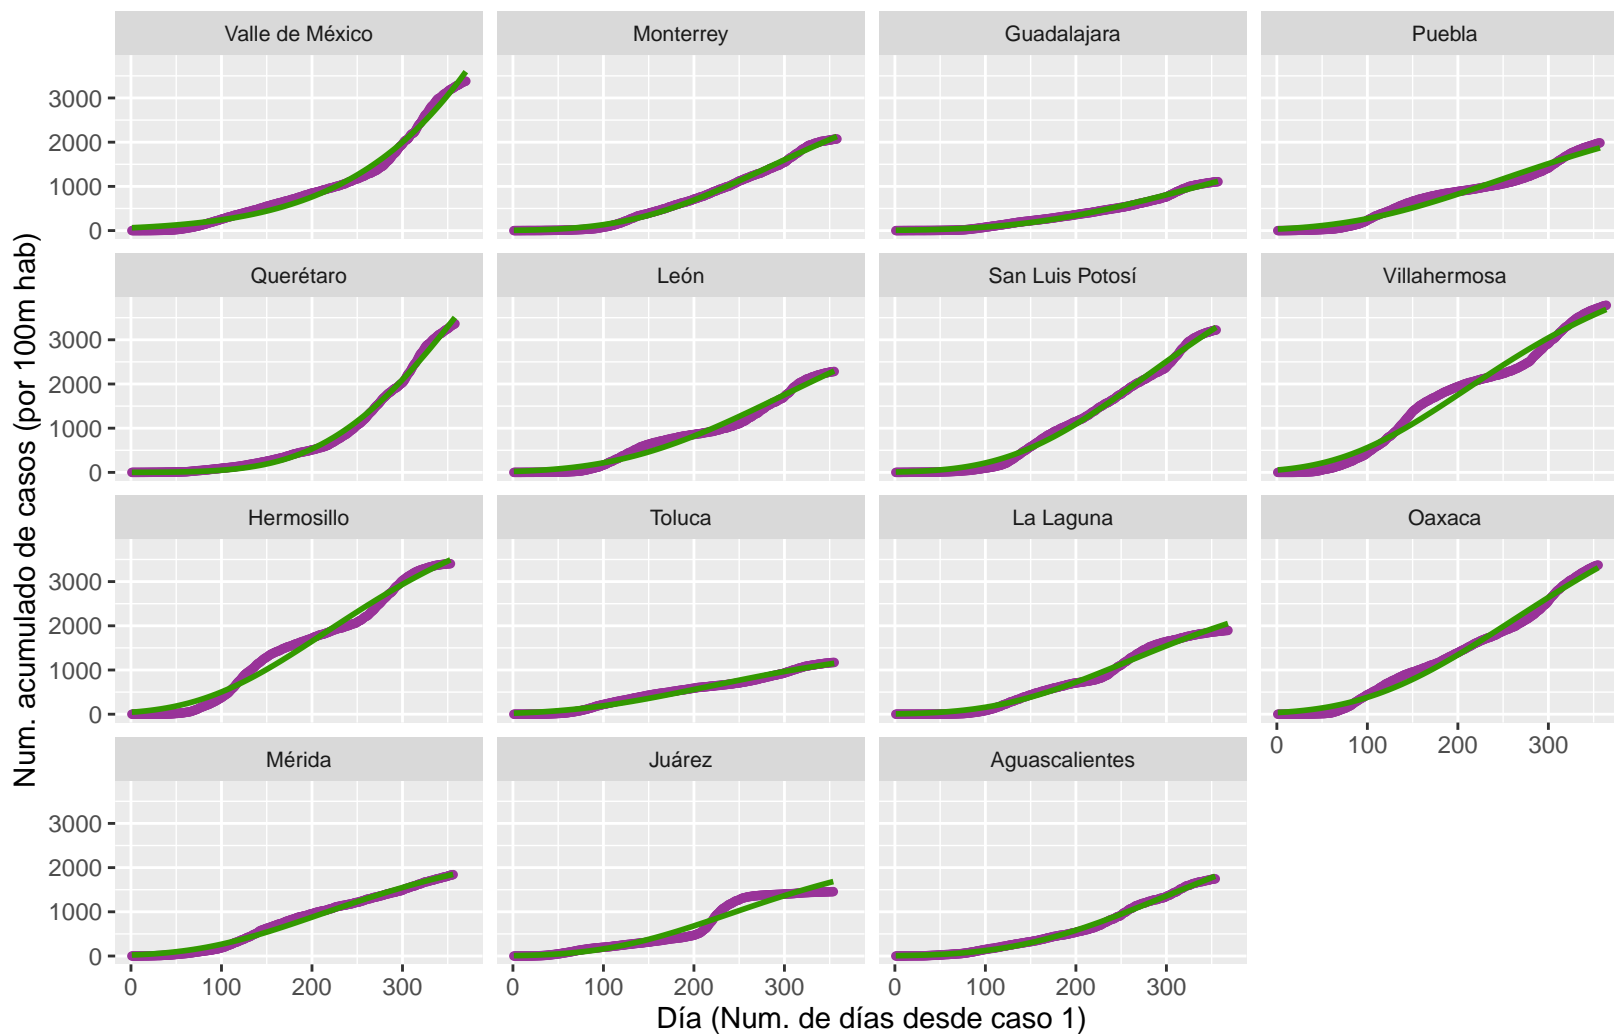 Valle de México
Monterrey
Guadalajara
Puebla
3000
2000
1000
0
Querétaro
León
San Luis Potosí
Villahermosa
3000
2000
1000
0
Hermosillo
Toluca
La Laguna
Oaxaca
3000
2000
1000
0
0 100 200 300
Mérida
Juárez
Aguascalientes
3000
2000
1000
0
0 100 200 300
0 100 200 300
0 100 200 300
Día (Num. de días desde caso 1)
Num. acumulado de casos (por 100m hab)